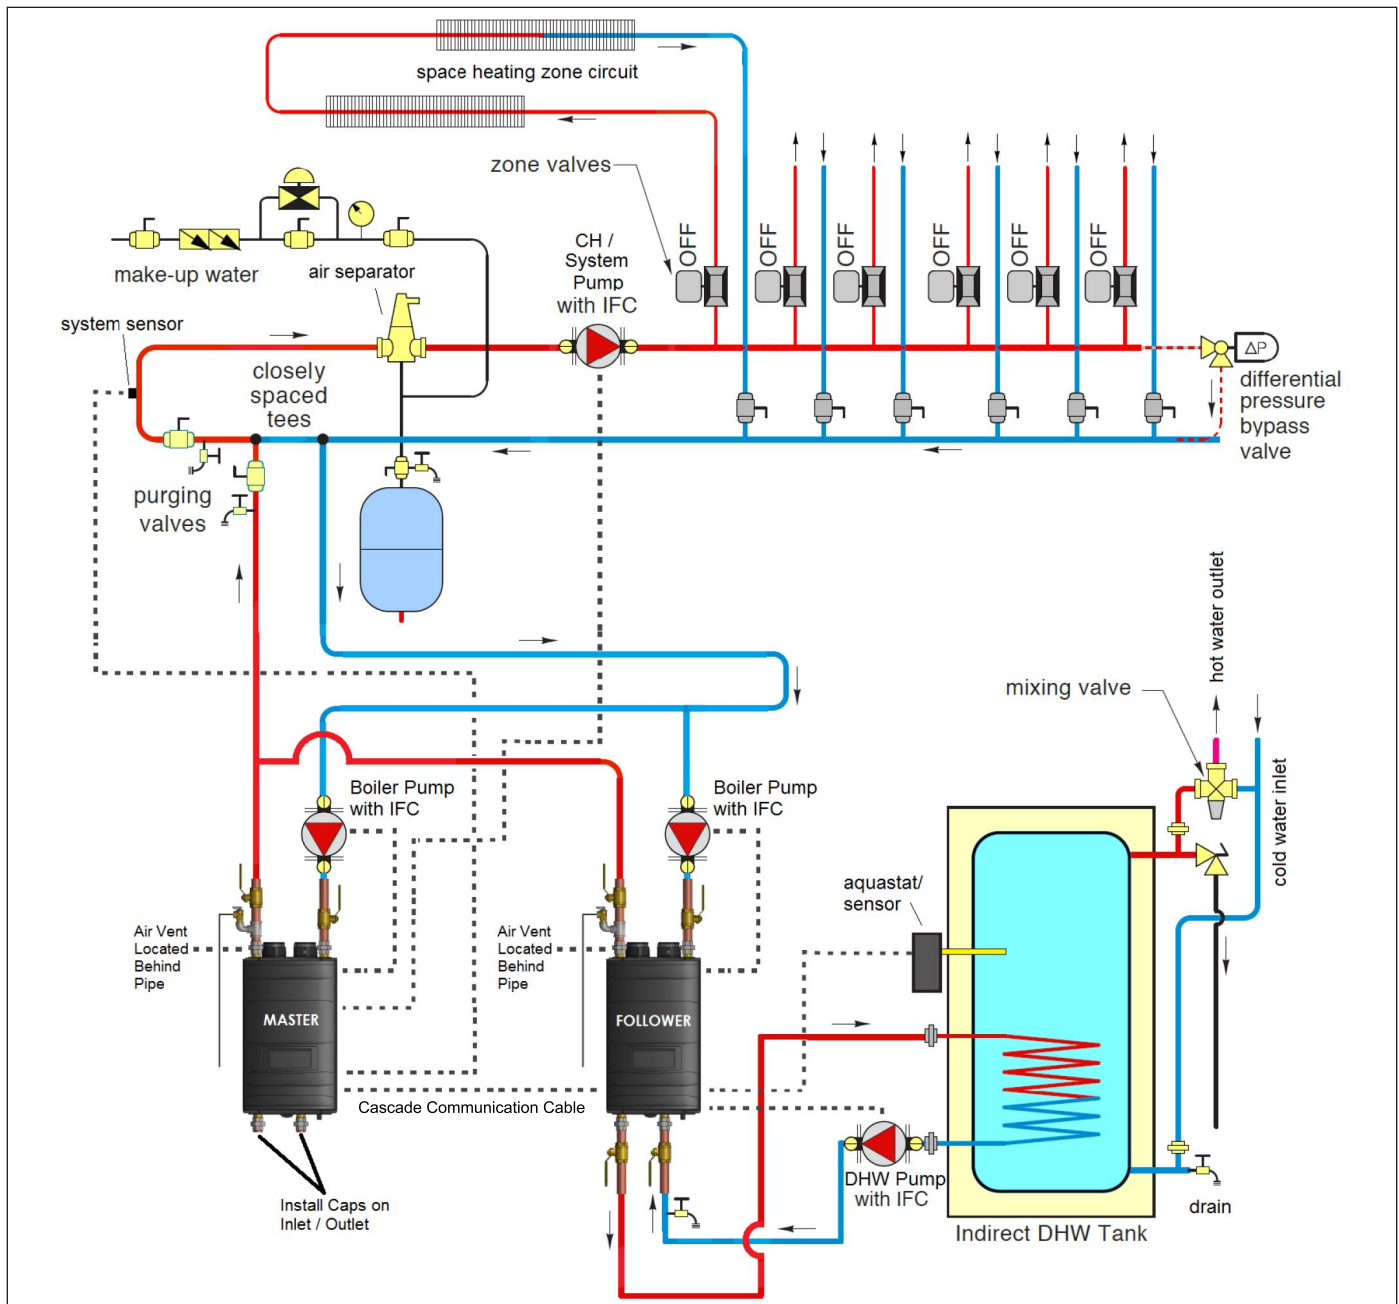 space heating zone circuit
zone valves
OFF
OFF
OFF
OFF
OFF
OFF
CH /
System
Pump
with IFC
make-up water
air separator
system sensor
closely
spaced
tees
ΔP
differential
pressure
bypass
valve
purging
valves
hot water outlet
mixing valve
cold water inlet
Boiler Pump
with IFC
Boiler Pump
with IFC
aquastat/
sensor
Air Vent
Located
Behind
Pipe
Air Vent
Located
Behind
Pipe
MASTER
FOLLOWER
Cascade Communication Cable
Install Caps on
Inlet / Outlet
DHW Pump
with IFC
drain
Indirect DHW Tank